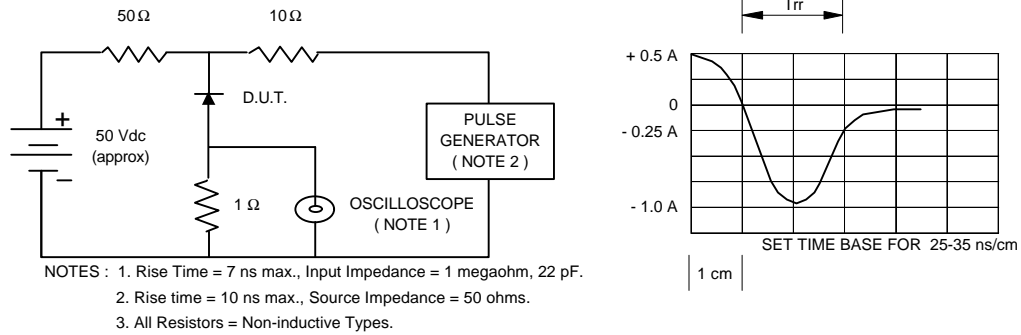 50Ω
10Ω
D.U.T.
+
50 Vdc
(approx)
−
1 Ω
PULSE
GENERATOR
( NOTE 2 )
OSCILLOSCOPE
( NOTE 1 )
NOTES : 1. Rise Time = 7 ns max., Input Impedance = 1 megaohm, 22 pF.
2. Rise time = 10 ns max., Source Impedance = 50 ohms.
3. All Resistors = Non-inductive Types.
Trr
+ 0.5 A
0
- 0.25 A
- 1.0 A
SET TIME BASE FOR 25-35 ns/cm
1 cm